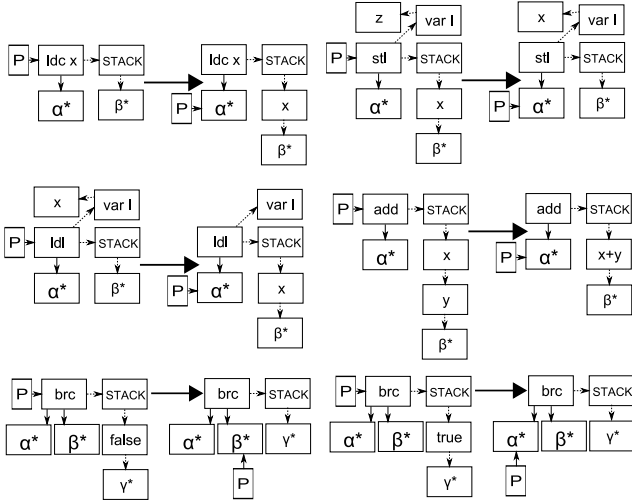 z var l x var l
P ldc x STACK ldc x STACK P stl STACK stl STACK
α* β* P α* x α* x P α* β*
β* β*
x var l var l
P ldl STACK ldl STACK P add STACK add STACK
α* β* P α* x α* x P α* x+y
β* y β*
β*
P brc STACK brc STACK P brc STACK brc STACK
α* β* false α* β* γ* α* β* true α* β* γ*
γ* P γ* P